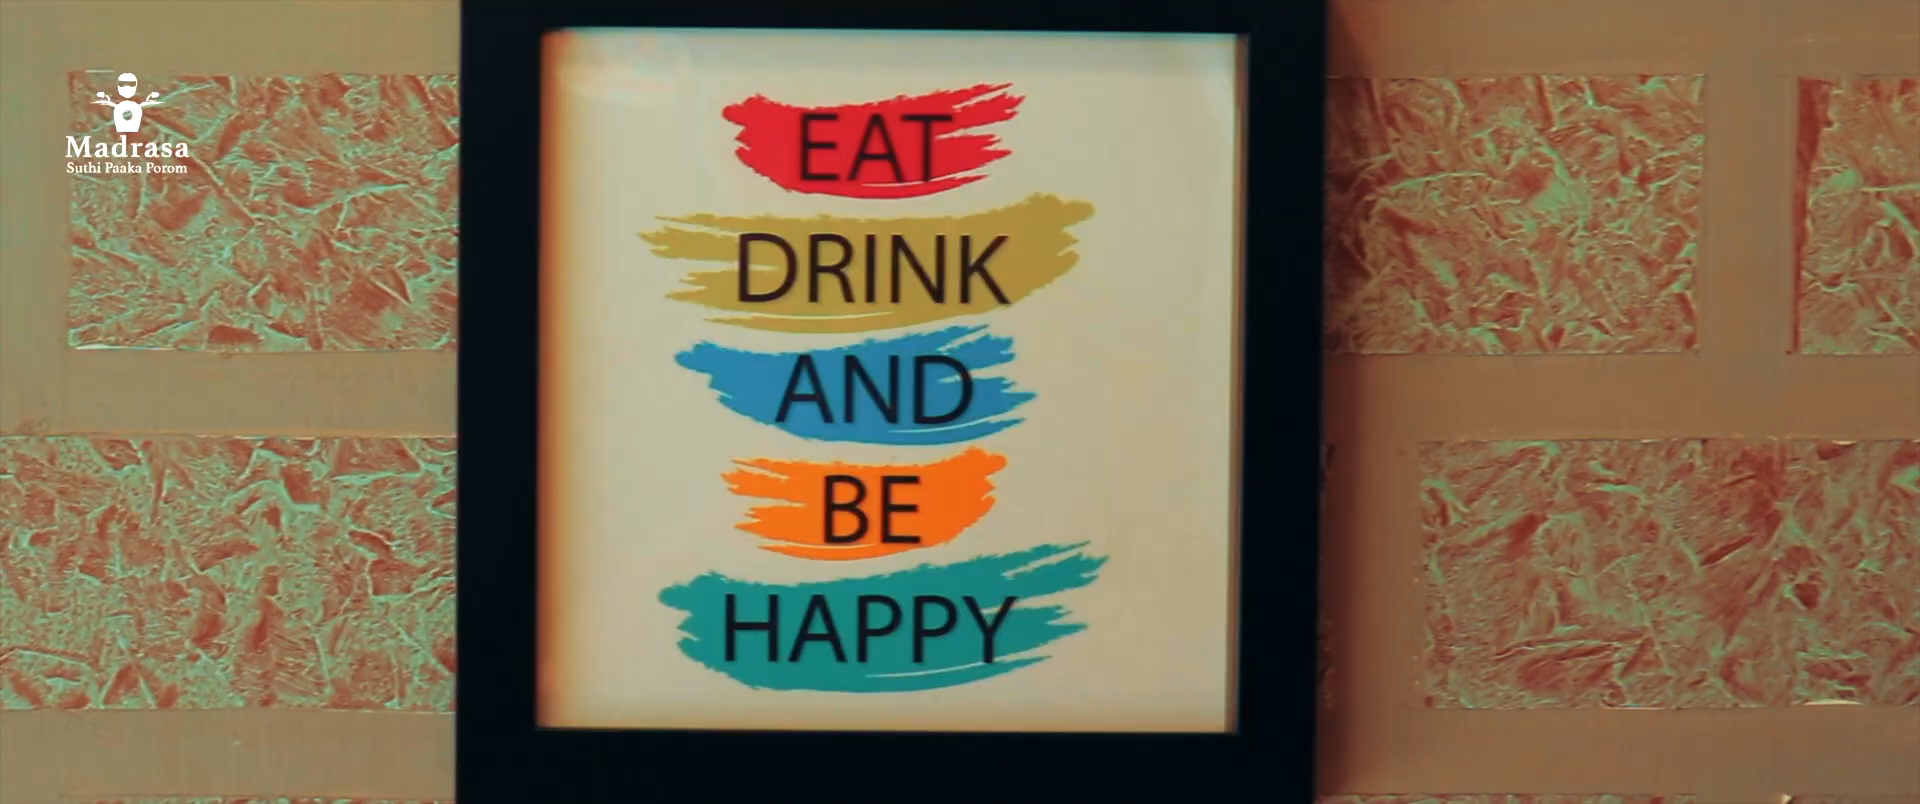 Madrasa
Suthi Paaka Porom
EAT
DRINK
AND
BE
HAPPY